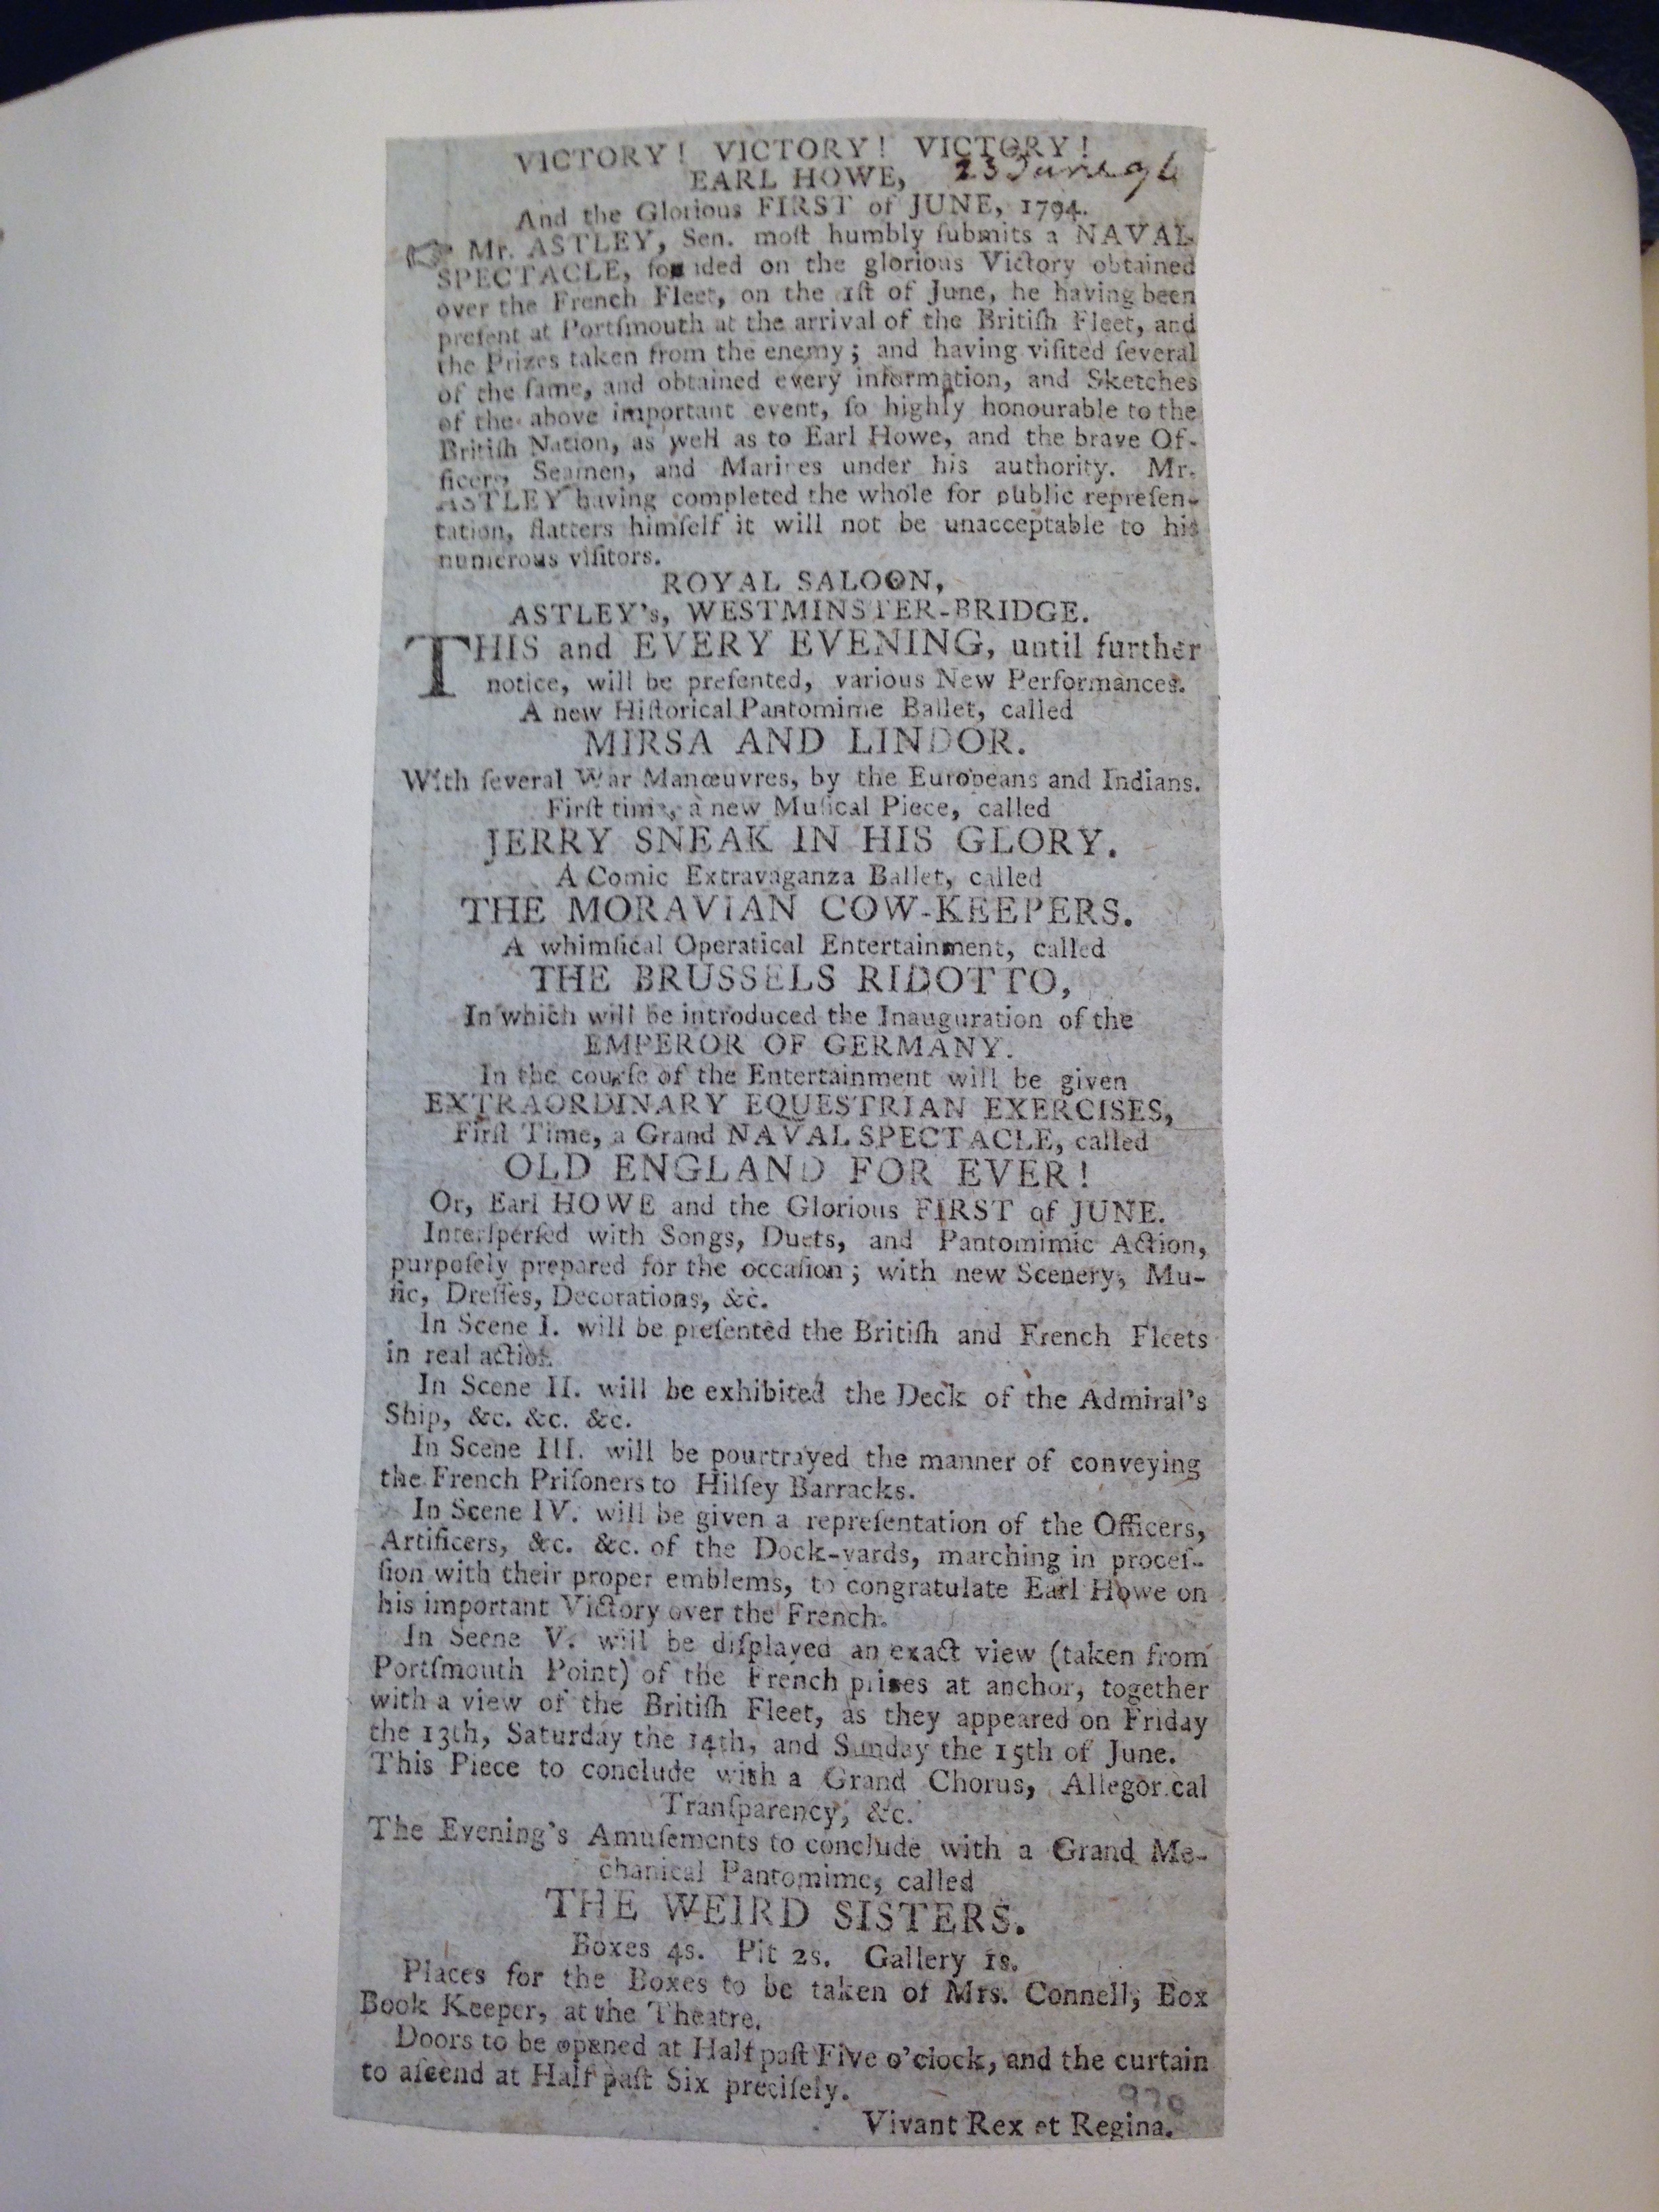 VICTORY! VICTORY! VICTORY!
EARL HOWE, 23 June 94
And the Glorious FIRST of JUNE, 1794.
☞ Mr. ASTLEY, Sen. moſt humbly ſubmits a NAVAL
SPECTACLE, founded on the glorious Victory obtained
over the French Fleet, on the 1ſt of June, he having been
preſent at Portſmouth at the arrival of the Britiſh Fleet, and
the Prizes taken from the enemy; and having viſited ſeveral
of the ſame, and obtained every information, and Sketches
of the above important event, ſo highly honourable to the
Britiſh Nation, as well as to Earl Howe, and the brave Of-
ficers, Seamen, and Marines under his authority. Mr.
ASTLEY having completed the whole for public repreſen-
tation, flatters himſelf it will not be unacceptable to his
numerous viſitors.
ROYAL SALOON,
ASTLEY's, WESTMINSTER-BRIDGE.
THIS and EVERY EVENING, until further
notice, will be preſented, various New Performances.
A new Hiſtorical Pantomime Ballet, called
MIRSA AND LINDOR.
With ſeveral War Manœuvres, by the Europeans and Indians.
Firſt time, a new Muſical Piece, called
JERRY SNEAK IN HIS GLORY.
A Comic Extravaganza Ballet, called
THE MORAVIAN COW-KEEPERS.
A whimſical Operatical Entertainment, called
THE BRUSSELS RIDOTTO,
In which will be introduced the Inauguration of the
EMPEROR OF GERMANY.
In the courſe of the Entertainment will be given
EXTRAORDINARY EQUESTRIAN EXERCISES,
Firſt Time, a Grand NAVAL SPECTACLE, called
OLD ENGLAND FOR EVER!
Or, Earl HOWE and the Glorious FIRST of JUNE.
Interſperſed with Songs, Duets, and Pantomimic Action,
purpoſely prepared for the occaſion; with new Scenery, Mu-
ſic, Dreſſes, Decorations, &c.
In Scene I. will be preſented the Britiſh and French Fleets
in real action.
In Scene II. will be exhibited the Deck of the Admiral's
Ship, &c. &c. &c.
In Scene III. will be pourtrayed the manner of conveying
the French Priſoners to Hilſey Barracks.
In Scene IV. will be given a repreſentation of the Officers,
Artificers, &c. &c. of the Dock-yards, marching in proceſ-
ſion with their proper emblems, to congratulate Earl Howe on
his important Victory over the French.
In Scene V. will be diſplayed an exact view (taken from
Portſmouth Point) of the French prizes at anchor, together
with a view of the Britiſh Fleet, as they appeared on Friday
the 13th, Saturday the 14th, and Sunday the 15th of June.
This Piece to conclude with a Grand Chorus, Allegorical
Tranſparency, &c.
The Evening's Amuſements to conclude with a Grand Me-
chanical Pantomime, called
THE WEIRD SISTERS.
Boxes 4s. Pit 2s. Gallery 1s.
Places for the Boxes to be taken of Mrs. Connell, Box
Book Keeper, at the Theatre.
Doors to be opened at Half paſt Five o'clock, and the curtain
to aſcend at Half paſt Six preciſely.
Vivant Rex et Regina.